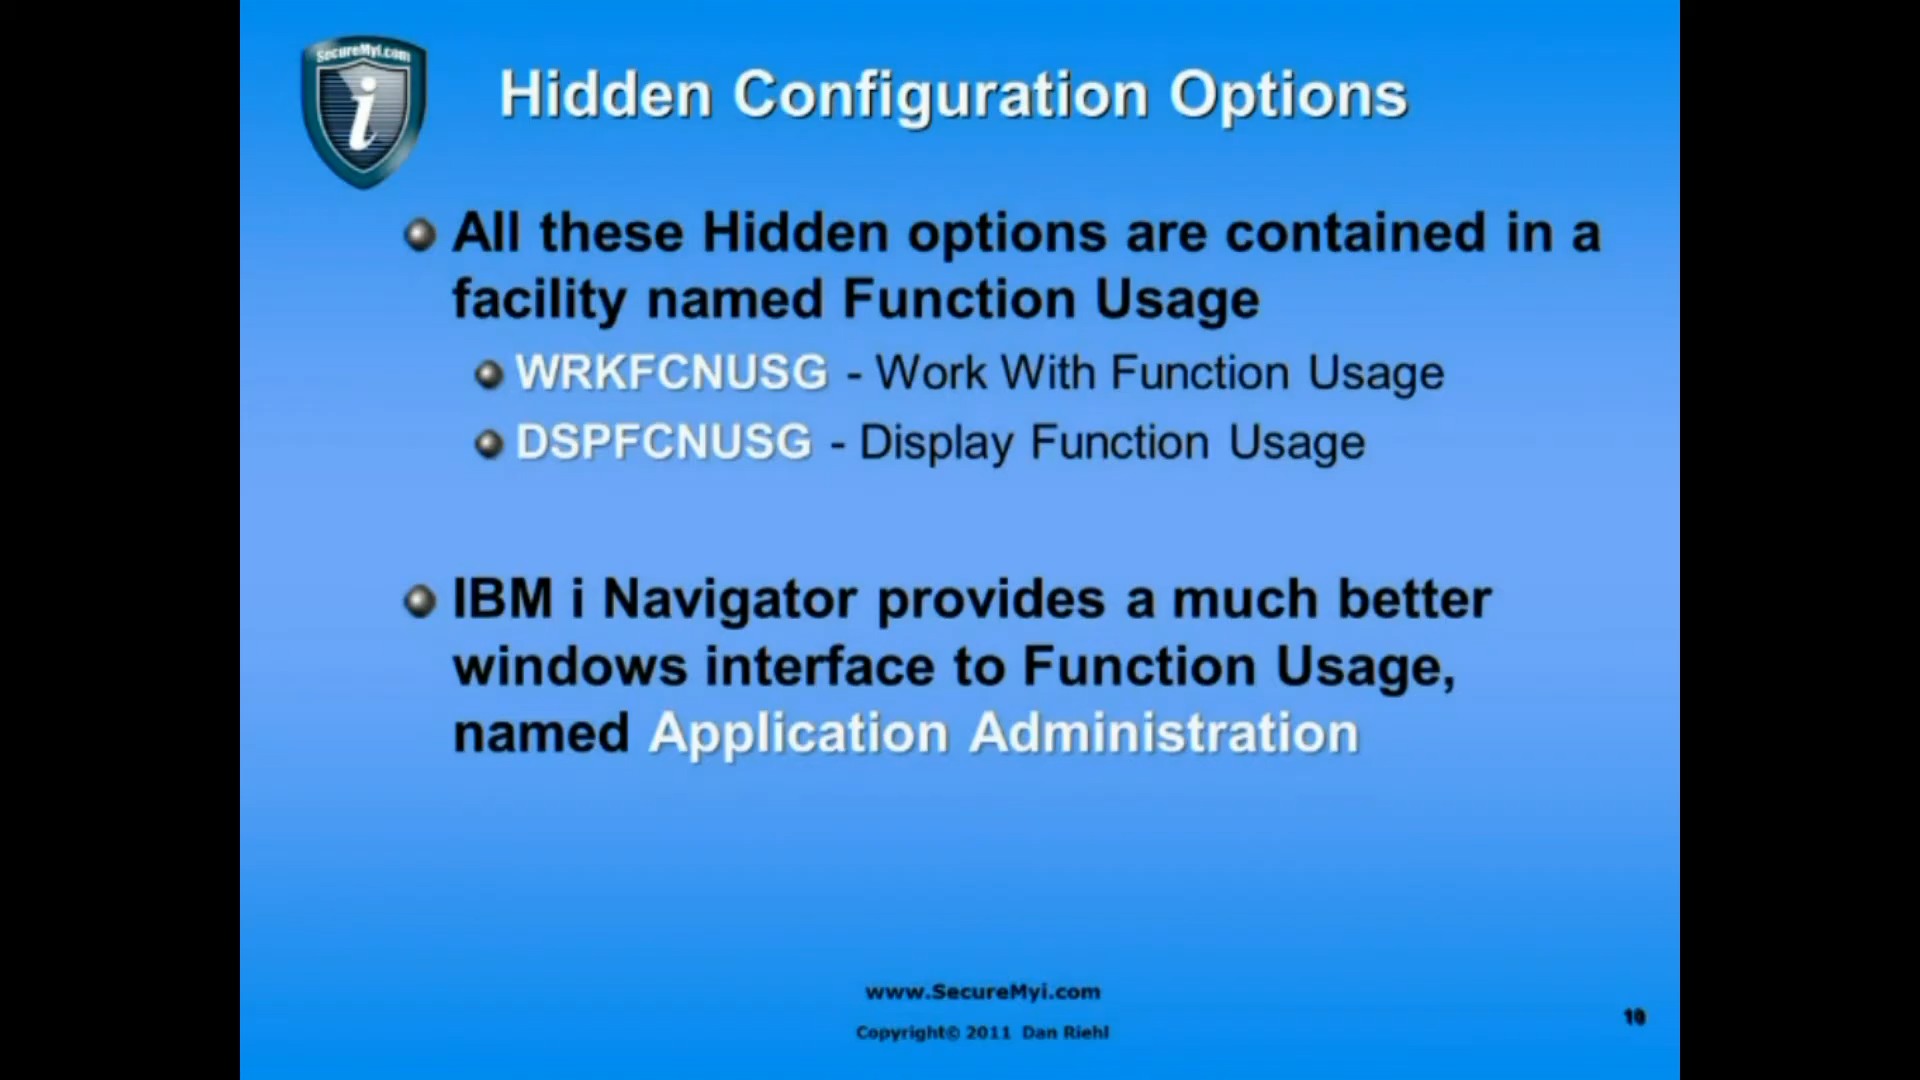 SecureMyi.com
i
Hidden Configuration Options
All these Hidden options are contained in a
facility named Function Usage
WRKFCNUSG - Work With Function Usage
DSPFCNUSG - Display Function Usage
IBM i Navigator provides a much better
windows interface to Function Usage,
named Application Administration
www.SecureMyi.com
Copyright© 2011 Dan Riehl